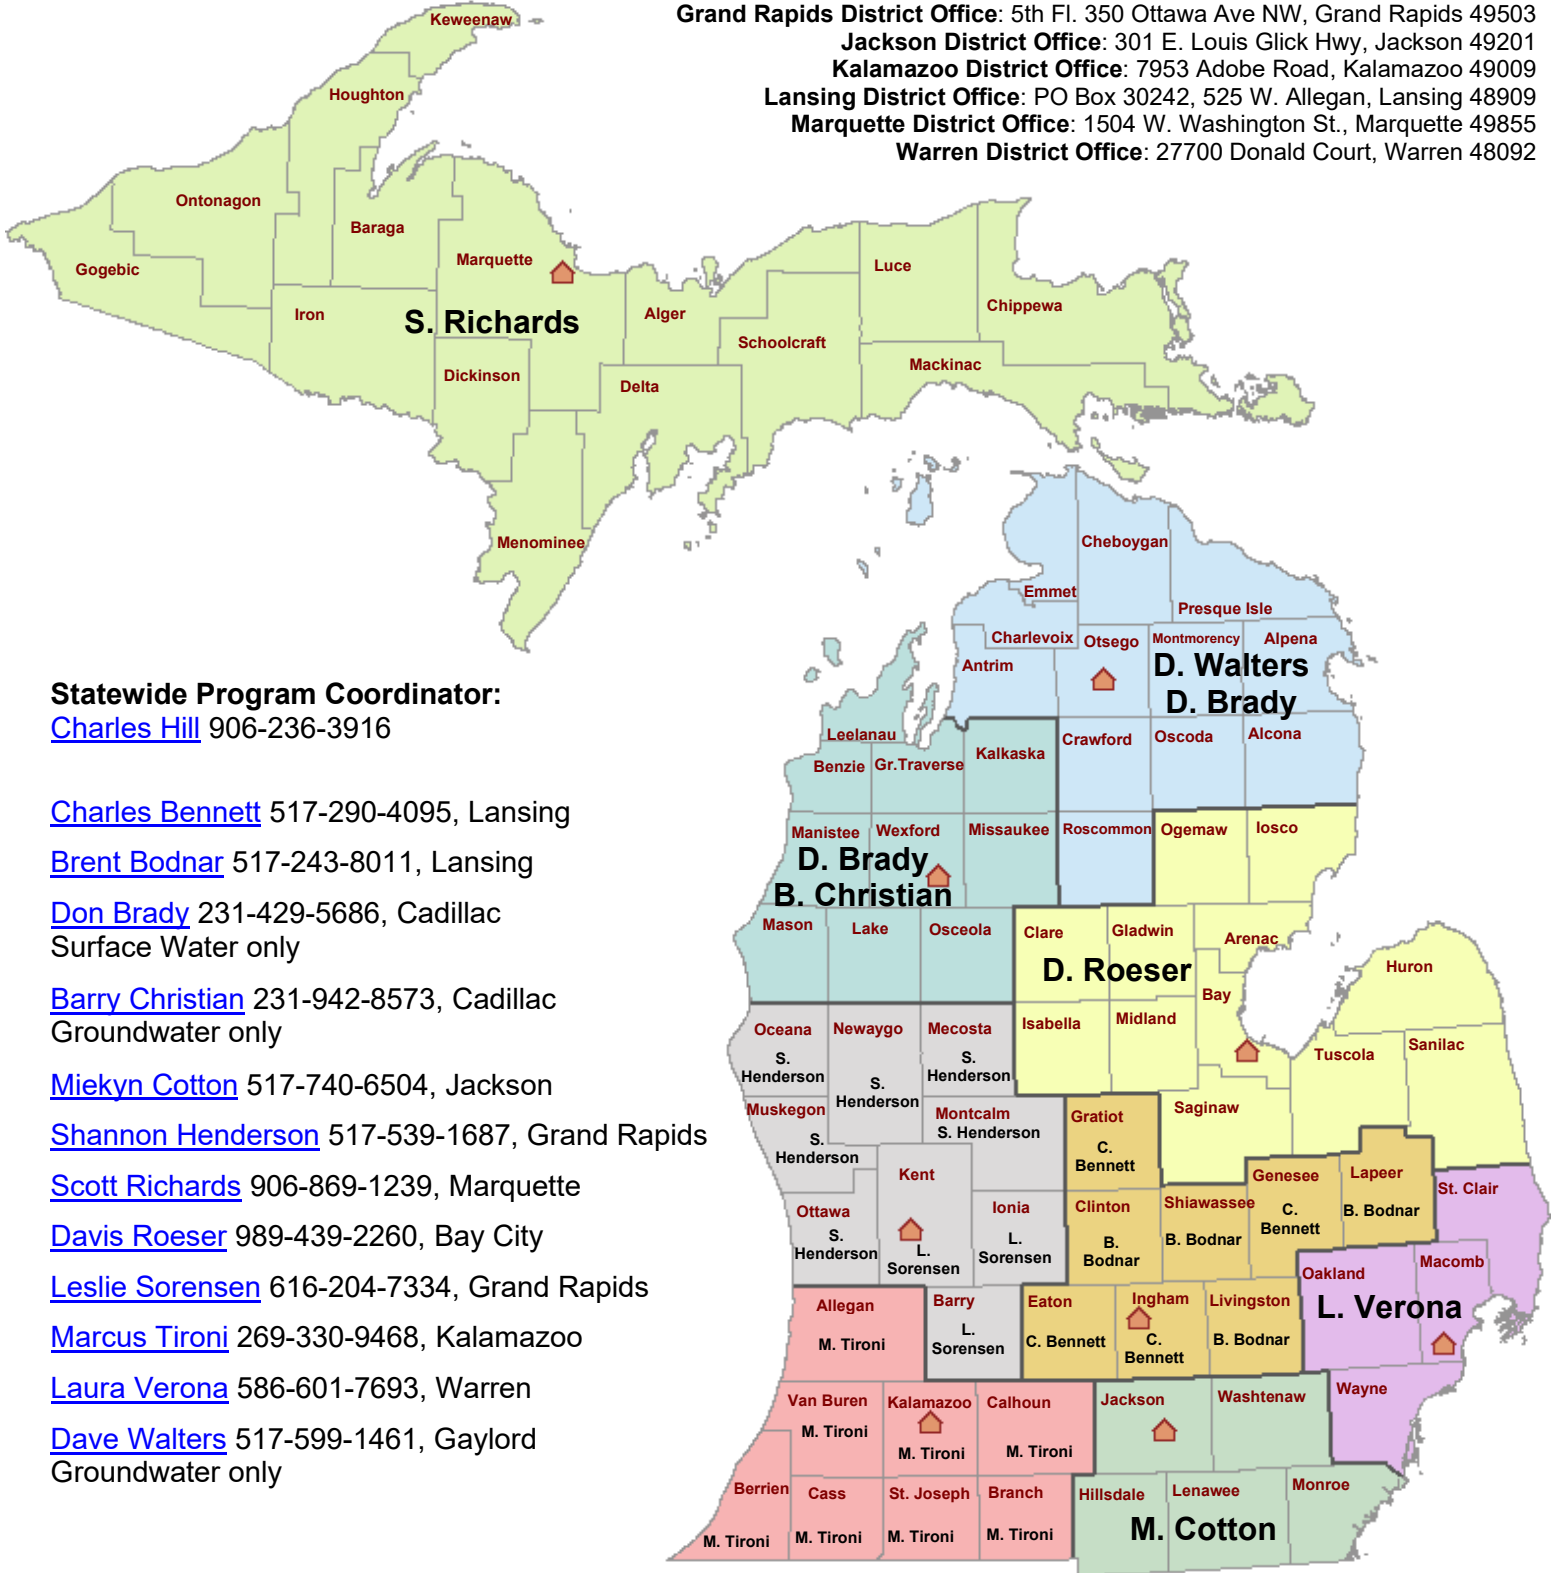 Grand Rapids District Office: 5th Fl. 350 Ottawa Ave NW, Grand Rapids 49503
Jackson District Office: 301 E. Louis Glick Hwy, Jackson 49201
Kalamazoo District Office: 7953 Adobe Road, Kalamazoo 49009
Lansing District Office: PO Box 30242, 525 W. Allegan, Lansing 48909
Marquette District Office: 1504 W. Washington St., Marquette 49855
Warren District Office: 27700 Donald Court, Warren 48092
Keweenaw
Houghton
Ontonagon
Baraga
Gogebic
Marquette
Iron
S. Richards
Alger
Luce
Chippewa
Schoolcraft
Mackinac
Dickinson
Delta
Menominee
Cheboygan
Emmet
Presque Isle
Charlevoix
Otsego
Montmorency
Alpena
Antrim
D. Walters
D. Brady
Crawford
Oscoda
Alcona
Roscommon
Leelanau
Benzie
Gr.Traverse
Kalkaska
Manistee
Wexford
Missaukee
D. Brady
B. Christian
Mason
Lake
Osceola
Ogemaw
Iosco
Clare
Gladwin
Arenac
D. Roeser
Bay
Huron
Isabella
Midland
Tuscola
Sanilac
Saginaw
Oceana
S.
Henderson
Newaygo
S.
Henderson
Mecosta
S.
Henderson
Muskegon
S.
Henderson
Montcalm
S. Henderson
Kent
L.
Sorensen
Ottawa
S.
Henderson
Ionia
L.
Sorensen
Barry
L.
Sorensen
Gratiot
C.
Bennett
Clinton
B.
Bodnar
Shiawassee
B. Bodnar
Genesee
C.
Bennett
Lapeer
B. Bodnar
Eaton
C. Bennett
Ingham
C.
Bennett
Livingston
B. Bodnar
St. Clair
Macomb
Oakland
L. Verona
Wayne
Allegan
M. Tironi
Van Buren
M. Tironi
Kalamazoo
M. Tironi
Calhoun
M. Tironi
Berrien
M. Tironi
Cass
M. Tironi
St. Joseph
M. Tironi
Branch
M. Tironi
Jackson
Washtenaw
Hillsdale
Lenawee
Monroe
M. Cotton
Statewide Program Coordinator:
Charles Hill 906-236-3916
Charles Bennett 517-290-4095, Lansing
Brent Bodnar 517-243-8011, Lansing
Don Brady 231-429-5686, Cadillac
Surface Water only
Barry Christian 231-942-8573, Cadillac
Groundwater only
Miekyn Cotton 517-740-6504, Jackson
Shannon Henderson 517-539-1687, Grand Rapids
Scott Richards 906-869-1239, Marquette
Davis Roeser 989-439-2260, Bay City
Leslie Sorensen 616-204-7334, Grand Rapids
Marcus Tironi 269-330-9468, Kalamazoo
Laura Verona 586-601-7693, Warren
Dave Walters 517-599-1461, Gaylord
Groundwater only